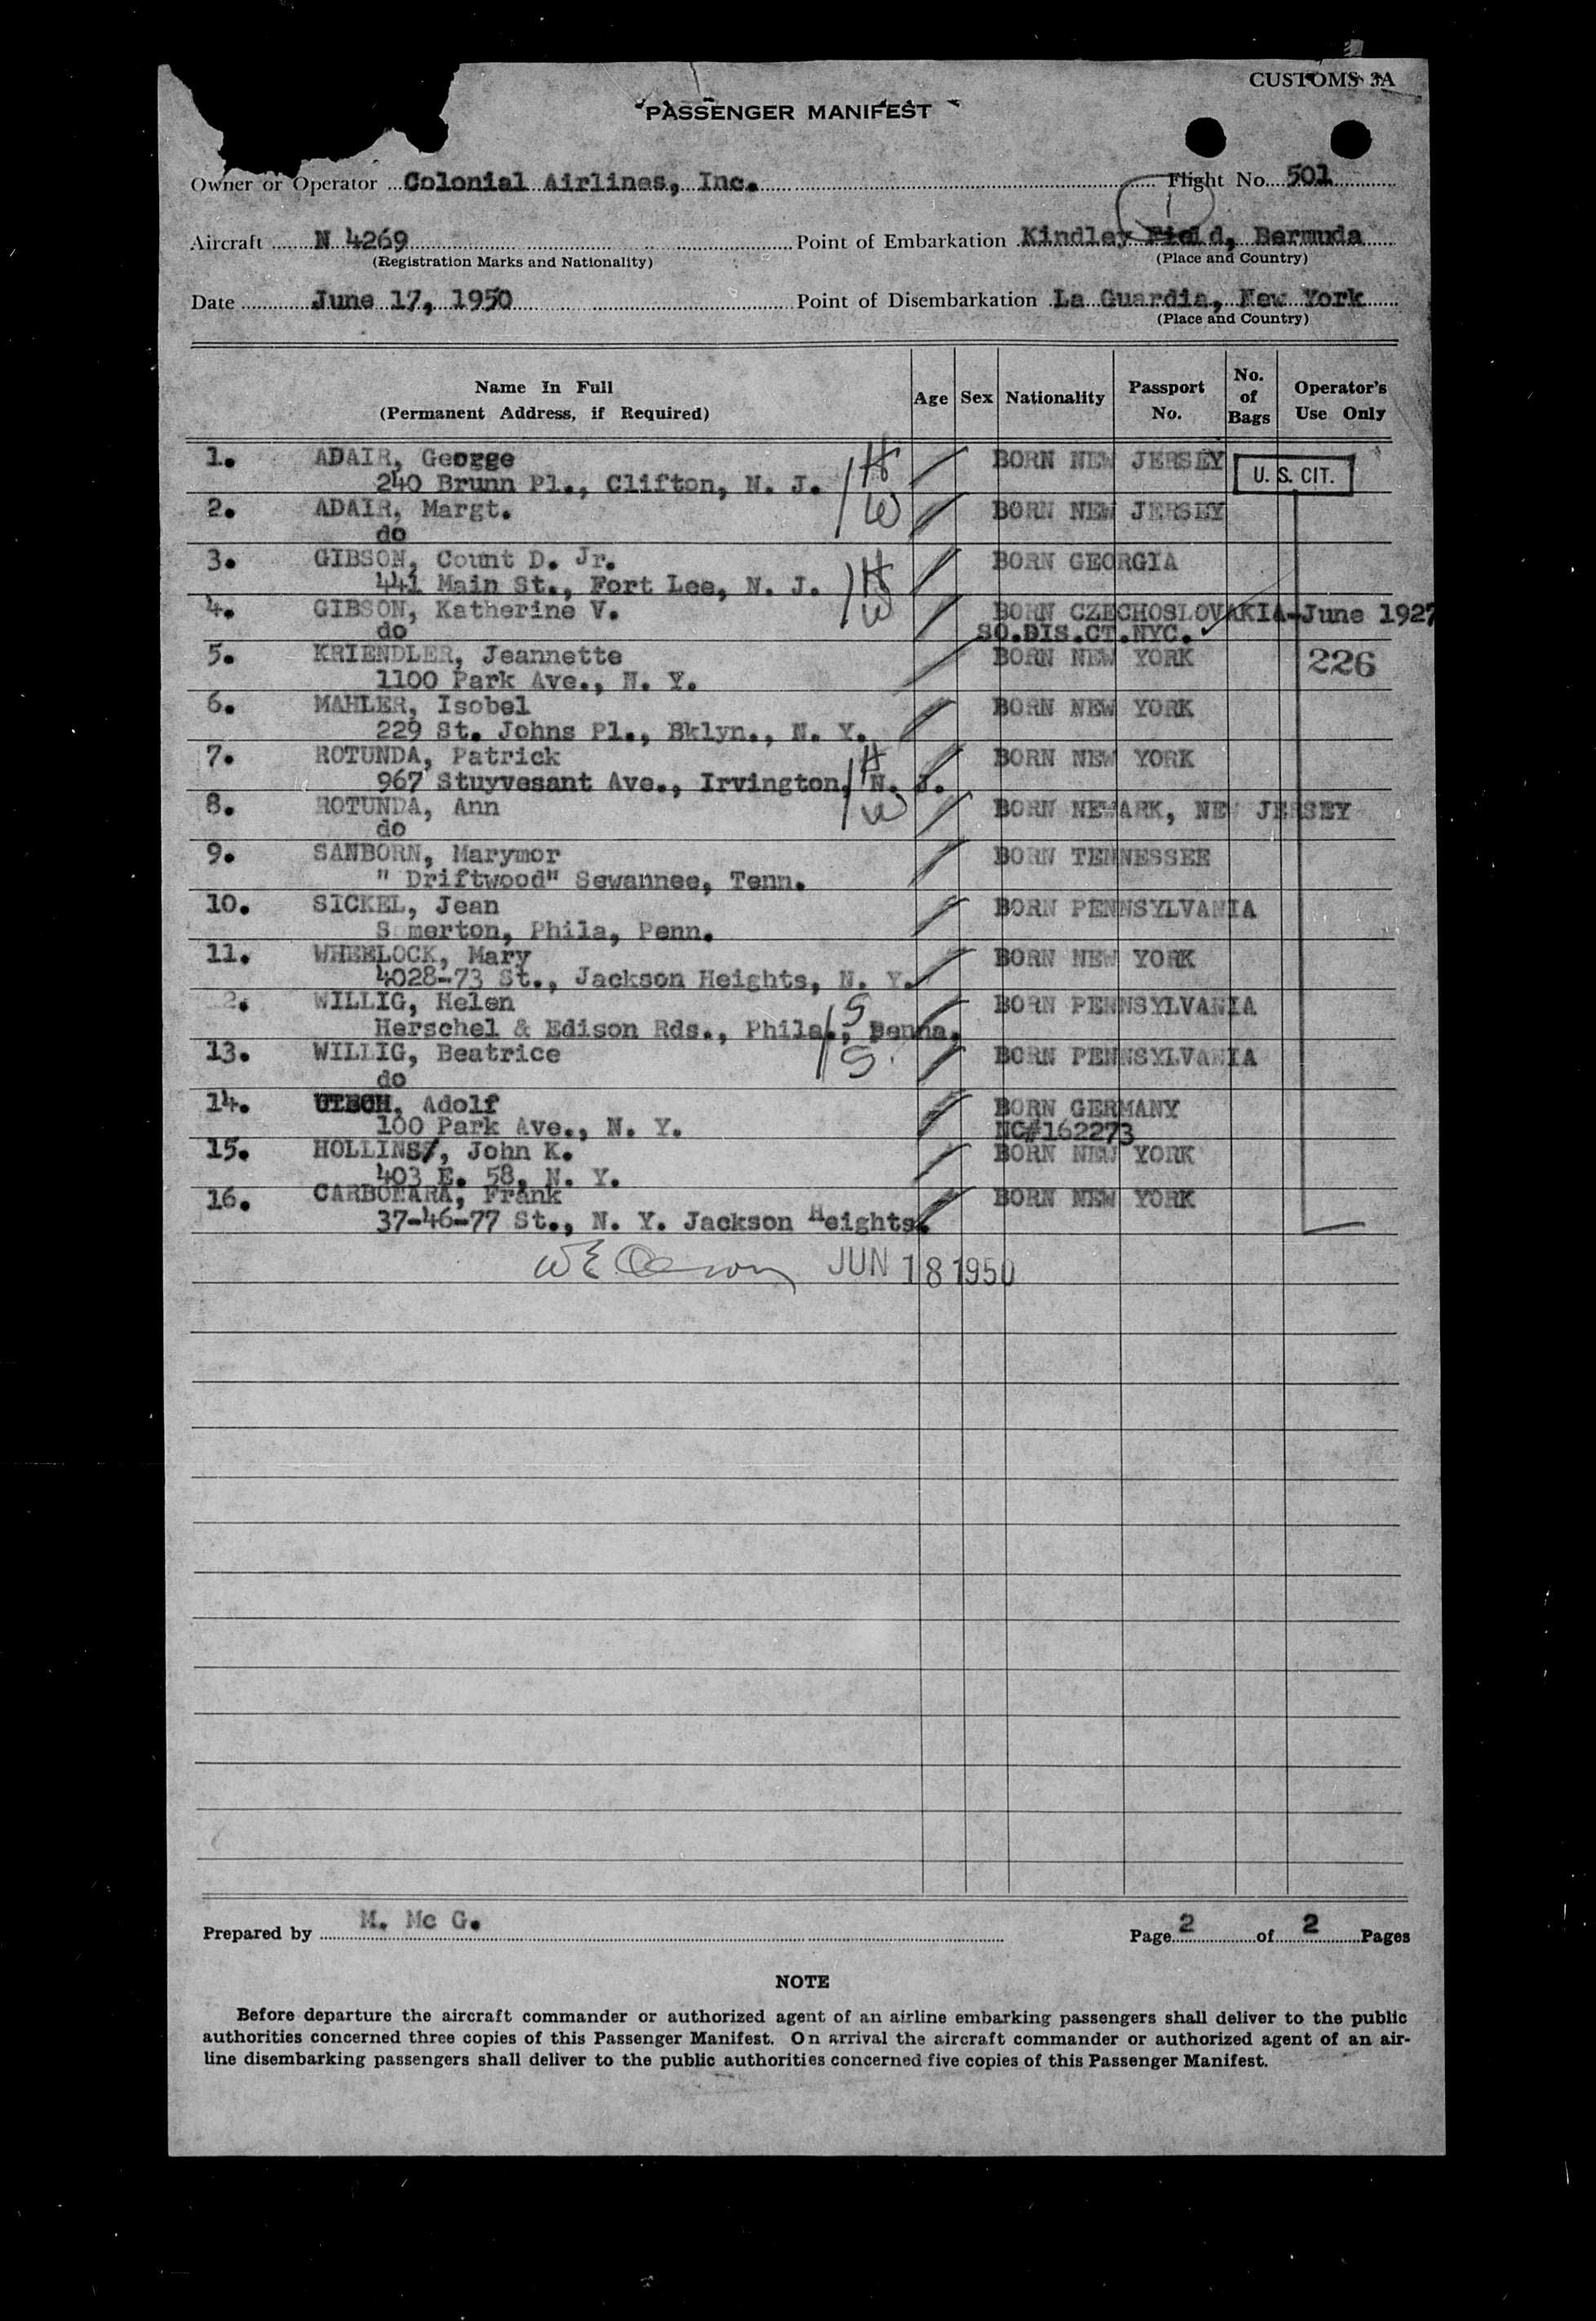 CUSTOMS 3A
PASSENGER MANIFEST
Owner or Operator Colonial Airlines, Inc. Flight No. 501
1
Aircraft N 4269 Point of Embarkation Kindley Field, Bermuda
(Registration Marks and Nationality) (Place and Country)
Date June 17, 1950 Point of Disembarkation La Guardia, New York
(Place and Country)
Name In Full (Permanent Address, if Required) Age Sex Nationality Passport No. No. of Bags Operator's Use Only
1. ADAIR, George H BORN NEW JERSEY
240 Brunn Pl., Clifton, N. J. U. S. CIT.
2. ADAIR, Margt. W BORN NEW JERSEY
do
3. GIBSON, Count D. Jr. BORN GEORGIA
441 Main St., Fort Lee, N. J. H
4. GIBSON, Katherine V. W BORN CZECHOSLOVAKIA-June 1927
do SO.DIS.CT.NYC.
5. KRIENDLER, Jeannette BORN NEW YORK 226
1100 Park Ave., N. Y.
6. MAHLER, Isobel BORN NEW YORK
229 St. Johns Pl., Bklyn., N. Y.
7. ROTUNDA, Patrick H BORN NEW YORK
967 Stuyvesant Ave., Irvington, N. J.
8. ROTUNDA, Ann W BORN NEWARK, NEW JERSEY
do
9. SANBORN, Marymor BORN TENNESSEE
" Driftwood" Sewannee, Tenn.
10. SICKEL, Jean BORN PENNSYLVANIA
S merton, Phila, Penn.
11. WHEELOCK, Mary BORN NEW YORK
4028-73 St., Jackson Heights, N. Y.
2. WILLIG, Helen S BORN PENNSYLVANIA
Herschel & Edison Rds., Phila., Penna,
13. WILLIG, Beatrice S BORN PENNSYLVANIA
do
14. Adolf BORN GERMANY
100 Park Ave., N. Y. NC#162273
15. HOLLINS, John K. BORN NEW YORK
403 E. 58, N. Y.
16. CARBONARA, Frank BORN NEW YORK
37-46-77 St., N. Y. Jackson Heights.
JUN 18 1950
Prepared by M. Mc G. Page 2 of 2 Pages
NOTE
Before departure the aircraft commander or authorized agent of an airline embarking passengers shall deliver to the public
authorities concerned three copies of this Passenger Manifest. On arrival the aircraft commander or authorized agent of an air-
line disembarking passengers shall deliver to the public authorities concerned five copies of this Passenger Manifest.